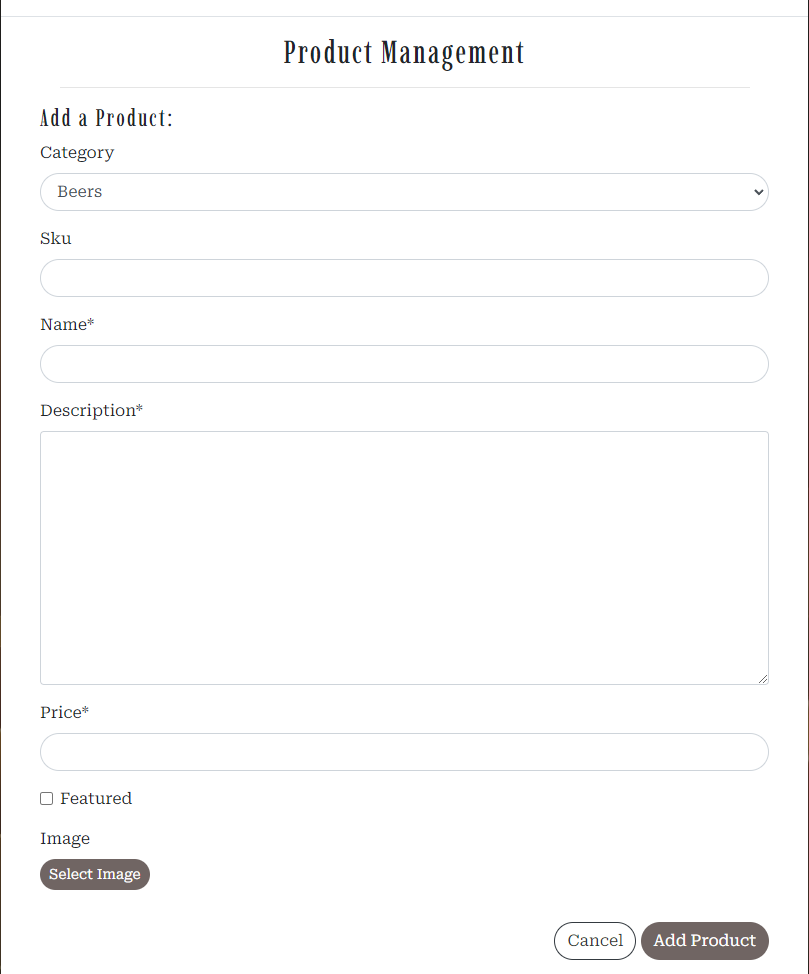 Product Management
Add a Product:
Category
Beers
Sku
Name*
Description*
Price*
Featured
Image
Select Image
Cancel Add Product